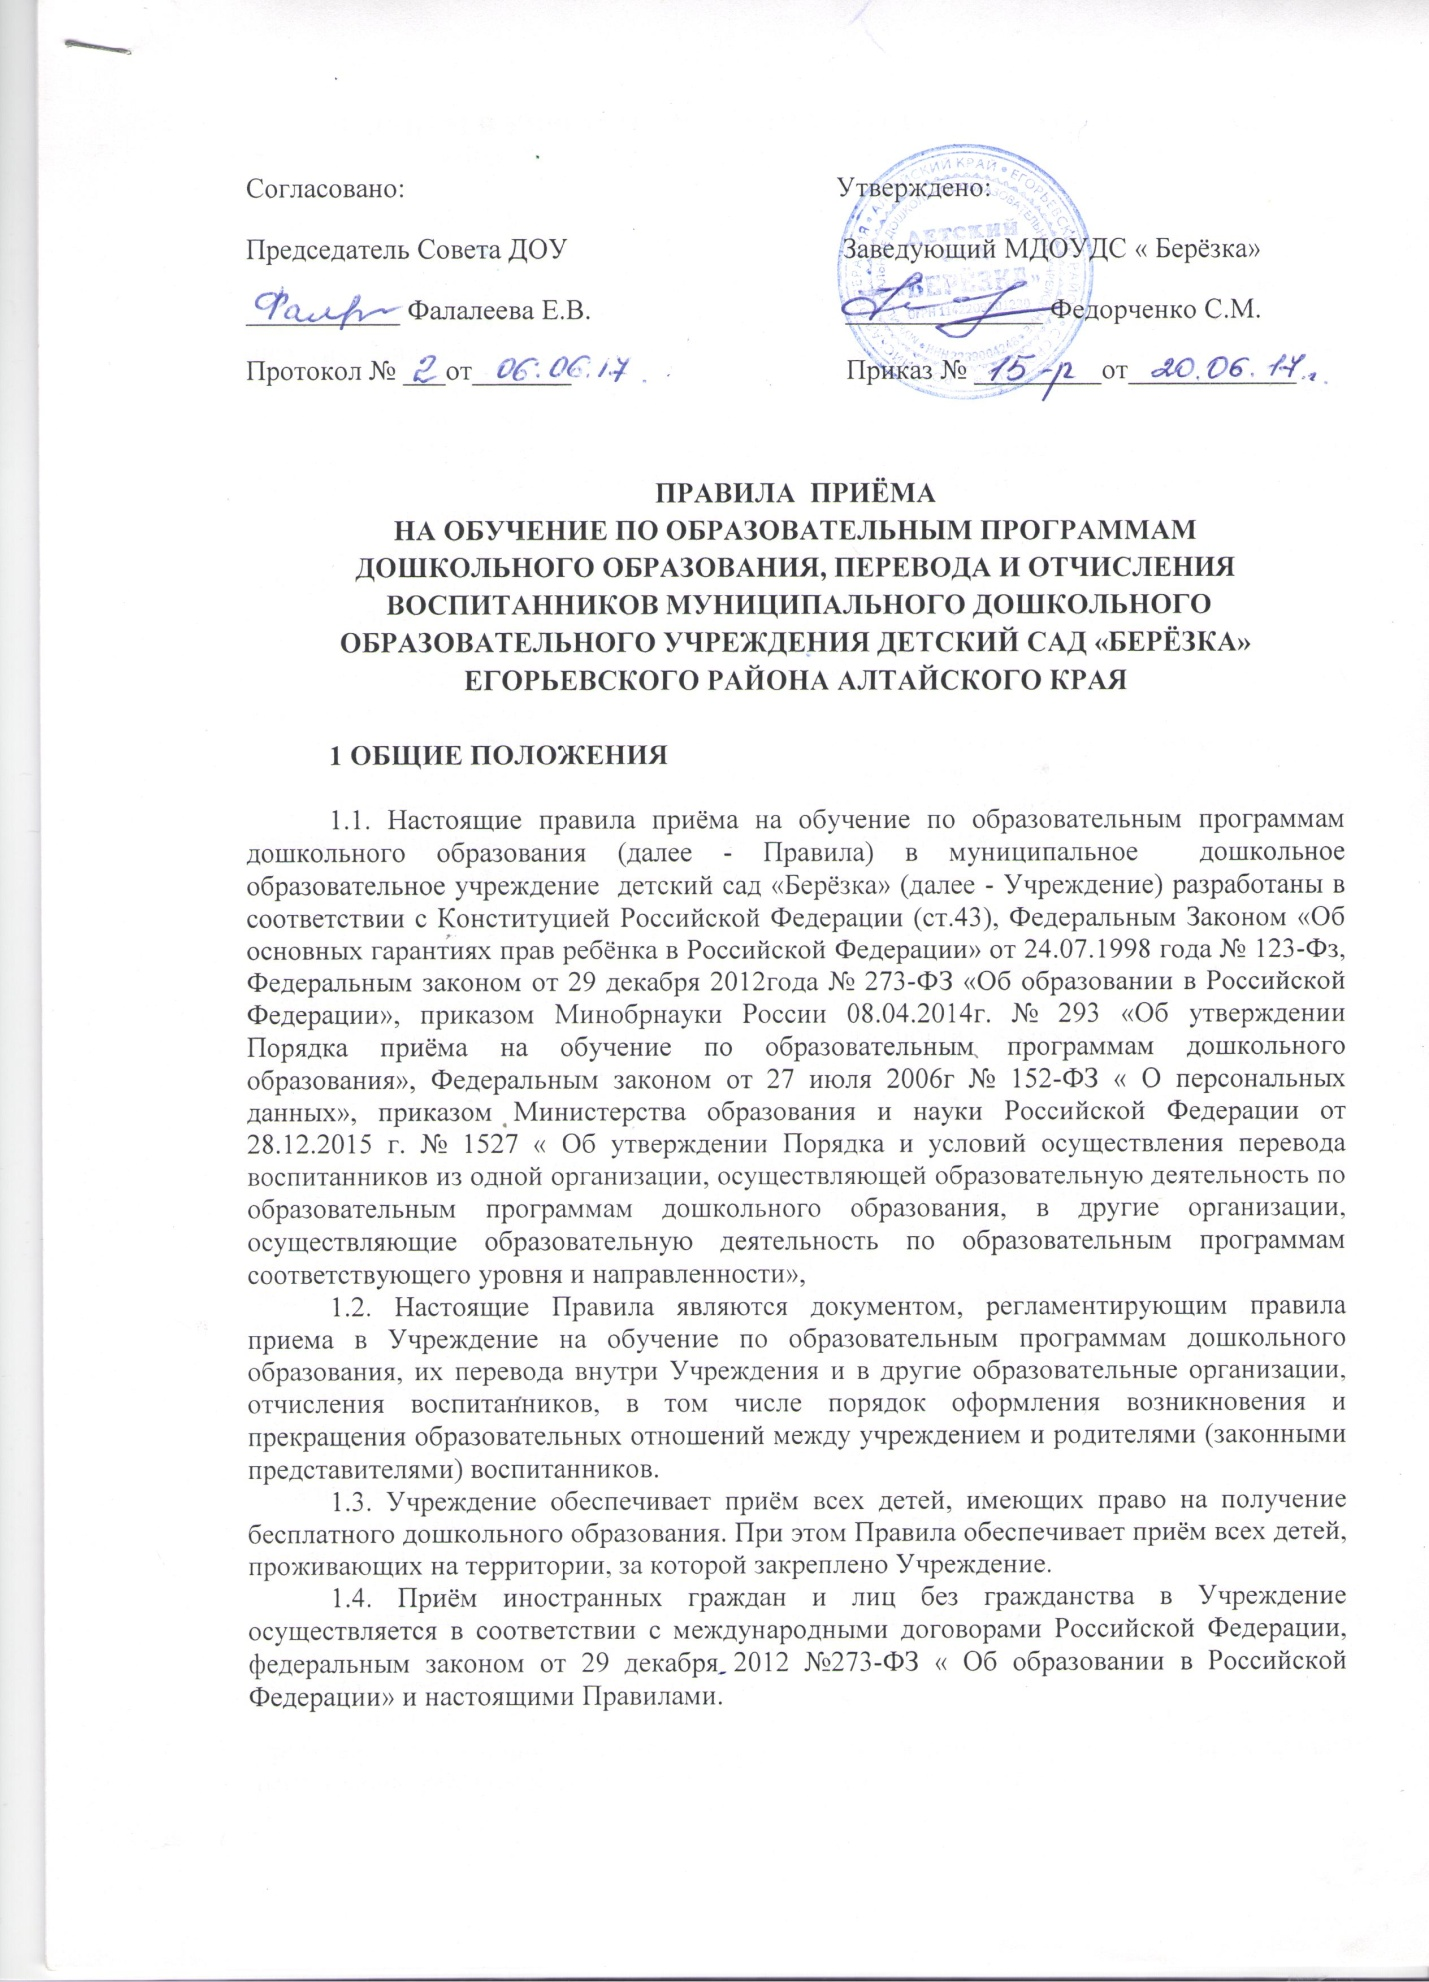 Согласовано: Утверждено:
Председатель Совета ДОУ Заведующий МДОУДС « Берёзка»
Фалалеева Е.В. Федорченко С.М.
Протокол № 2 от 06.06.17. Приказ № 15-р от 20.06.17г.
ДЕТСКИЙ
«БЕРЁЗКА»
ПРАВИЛА ПРИЁМА
НА ОБУЧЕНИЕ ПО ОБРАЗОВАТЕЛЬНЫМ ПРОГРАММАМ
ДОШКОЛЬНОГО ОБРАЗОВАНИЯ, ПЕРЕВОДА И ОТЧИСЛЕНИЯ
ВОСПИТАННИКОВ МУНИЦИПАЛЬНОГО ДОШКОЛЬНОГО
ОБРАЗОВАТЕЛЬНОГО УЧРЕЖДЕНИЯ ДЕТСКИЙ САД «БЕРЁЗКА»
ЕГОРЬЕВСКОГО РАЙОНА АЛТАЙСКОГО КРАЯ
1 ОБЩИЕ ПОЛОЖЕНИЯ
1.1. Настоящие правила приёма на обучение по образовательным программам
дошкольного образования (далее - Правила) в муниципальное дошкольное
образовательное учреждение детский сад «Берёзка» (далее - Учреждение) разработаны в
соответствии с Конституцией Российской Федерации (ст.43), Федеральным Законом «Об
основных гарантиях прав ребёнка в Российской Федерации» от 24.07.1998 года № 123-Фз,
Федеральным законом от 29 декабря 2012года № 273-ФЗ «Об образовании в Российской
Федерации», приказом Минобрнауки России 08.04.2014г. № 293 «Об утверждении
Порядка приёма на обучение по образовательным программам дошкольного
образования», Федеральным законом от 27 июля 2006г № 152-ФЗ « О персональных
данных», приказом Министерства образования и науки Российской Федерации от
28.12.2015 г. № 1527 « Об утверждении Порядка и условий осуществления перевода
воспитанников из одной организации, осуществляющей образовательную деятельность по
образовательным программам дошкольного образования, в другие организации,
осуществляющие образовательную деятельность по образовательным программам
соответствующего уровня и направленности»,
1.2. Настоящие Правила являются документом, регламентирующим правила
приема в Учреждение на обучение по образовательным программам дошкольного
образования, их перевода внутри Учреждения и в другие образовательные организации,
отчисления воспитанников, в том числе порядок оформления возникновения и
прекращения образовательных отношений между учреждением и родителями (законными
представителями) воспитанников.
1.3. Учреждение обеспечивает приём всех детей, имеющих право на получение
бесплатного дошкольного образования. При этом Правила обеспечивает приём всех детей,
проживающих на территории, за которой закреплено Учреждение.
1.4. Приём иностранных граждан и лиц без гражданства в Учреждение
осуществляется в соответствии с международными договорами Российской Федерации,
федеральным законом от 29 декабря 2012 №273-ФЗ « Об образовании в Российской
Федерации» и настоящими Правилами.